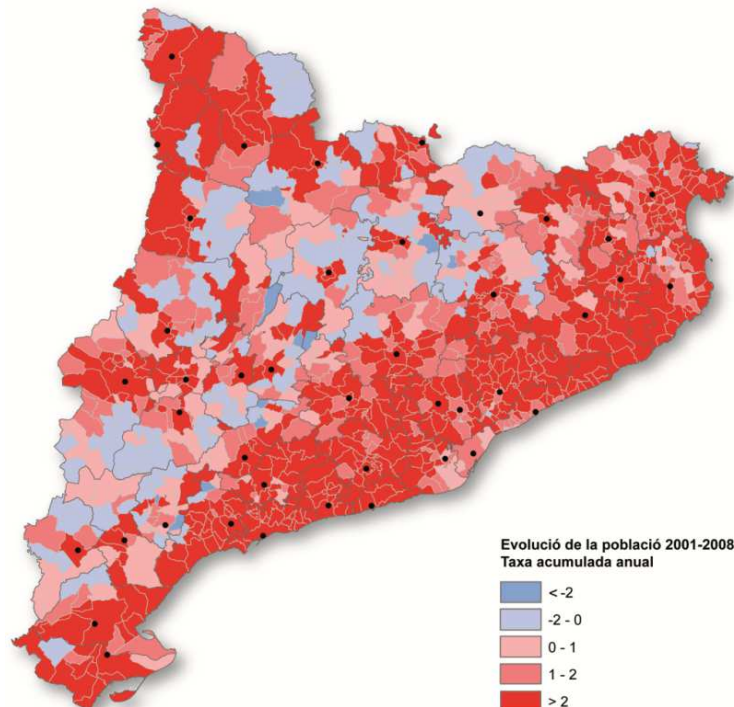 Evolució de la població 2001-2008
Taxa acumulada anual
< -2
-2 - 0
0 - 1
1 - 2
> 2